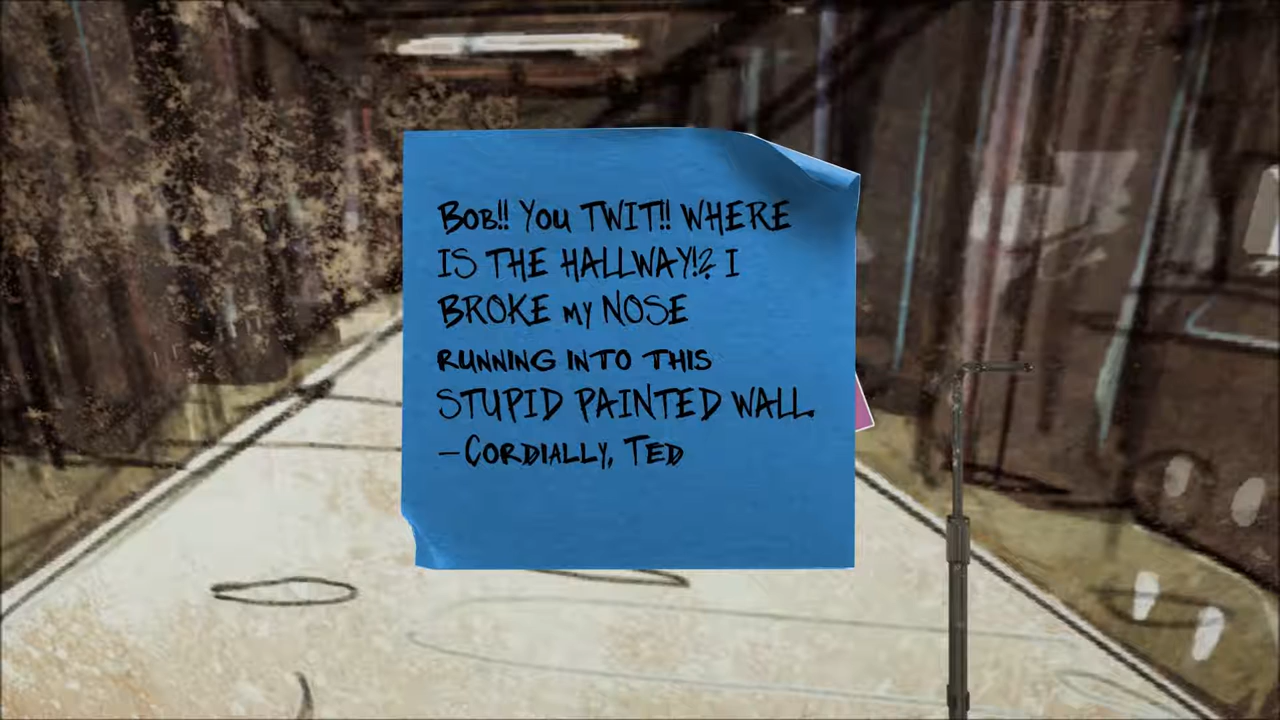 Bob!! You TWIT!! WHERE
IS THE HALLWAY!? I
BROKE my NOSE
RUNNING INTO THIS
STUPID PAINTED WALL.
—CORDIALLY, TED